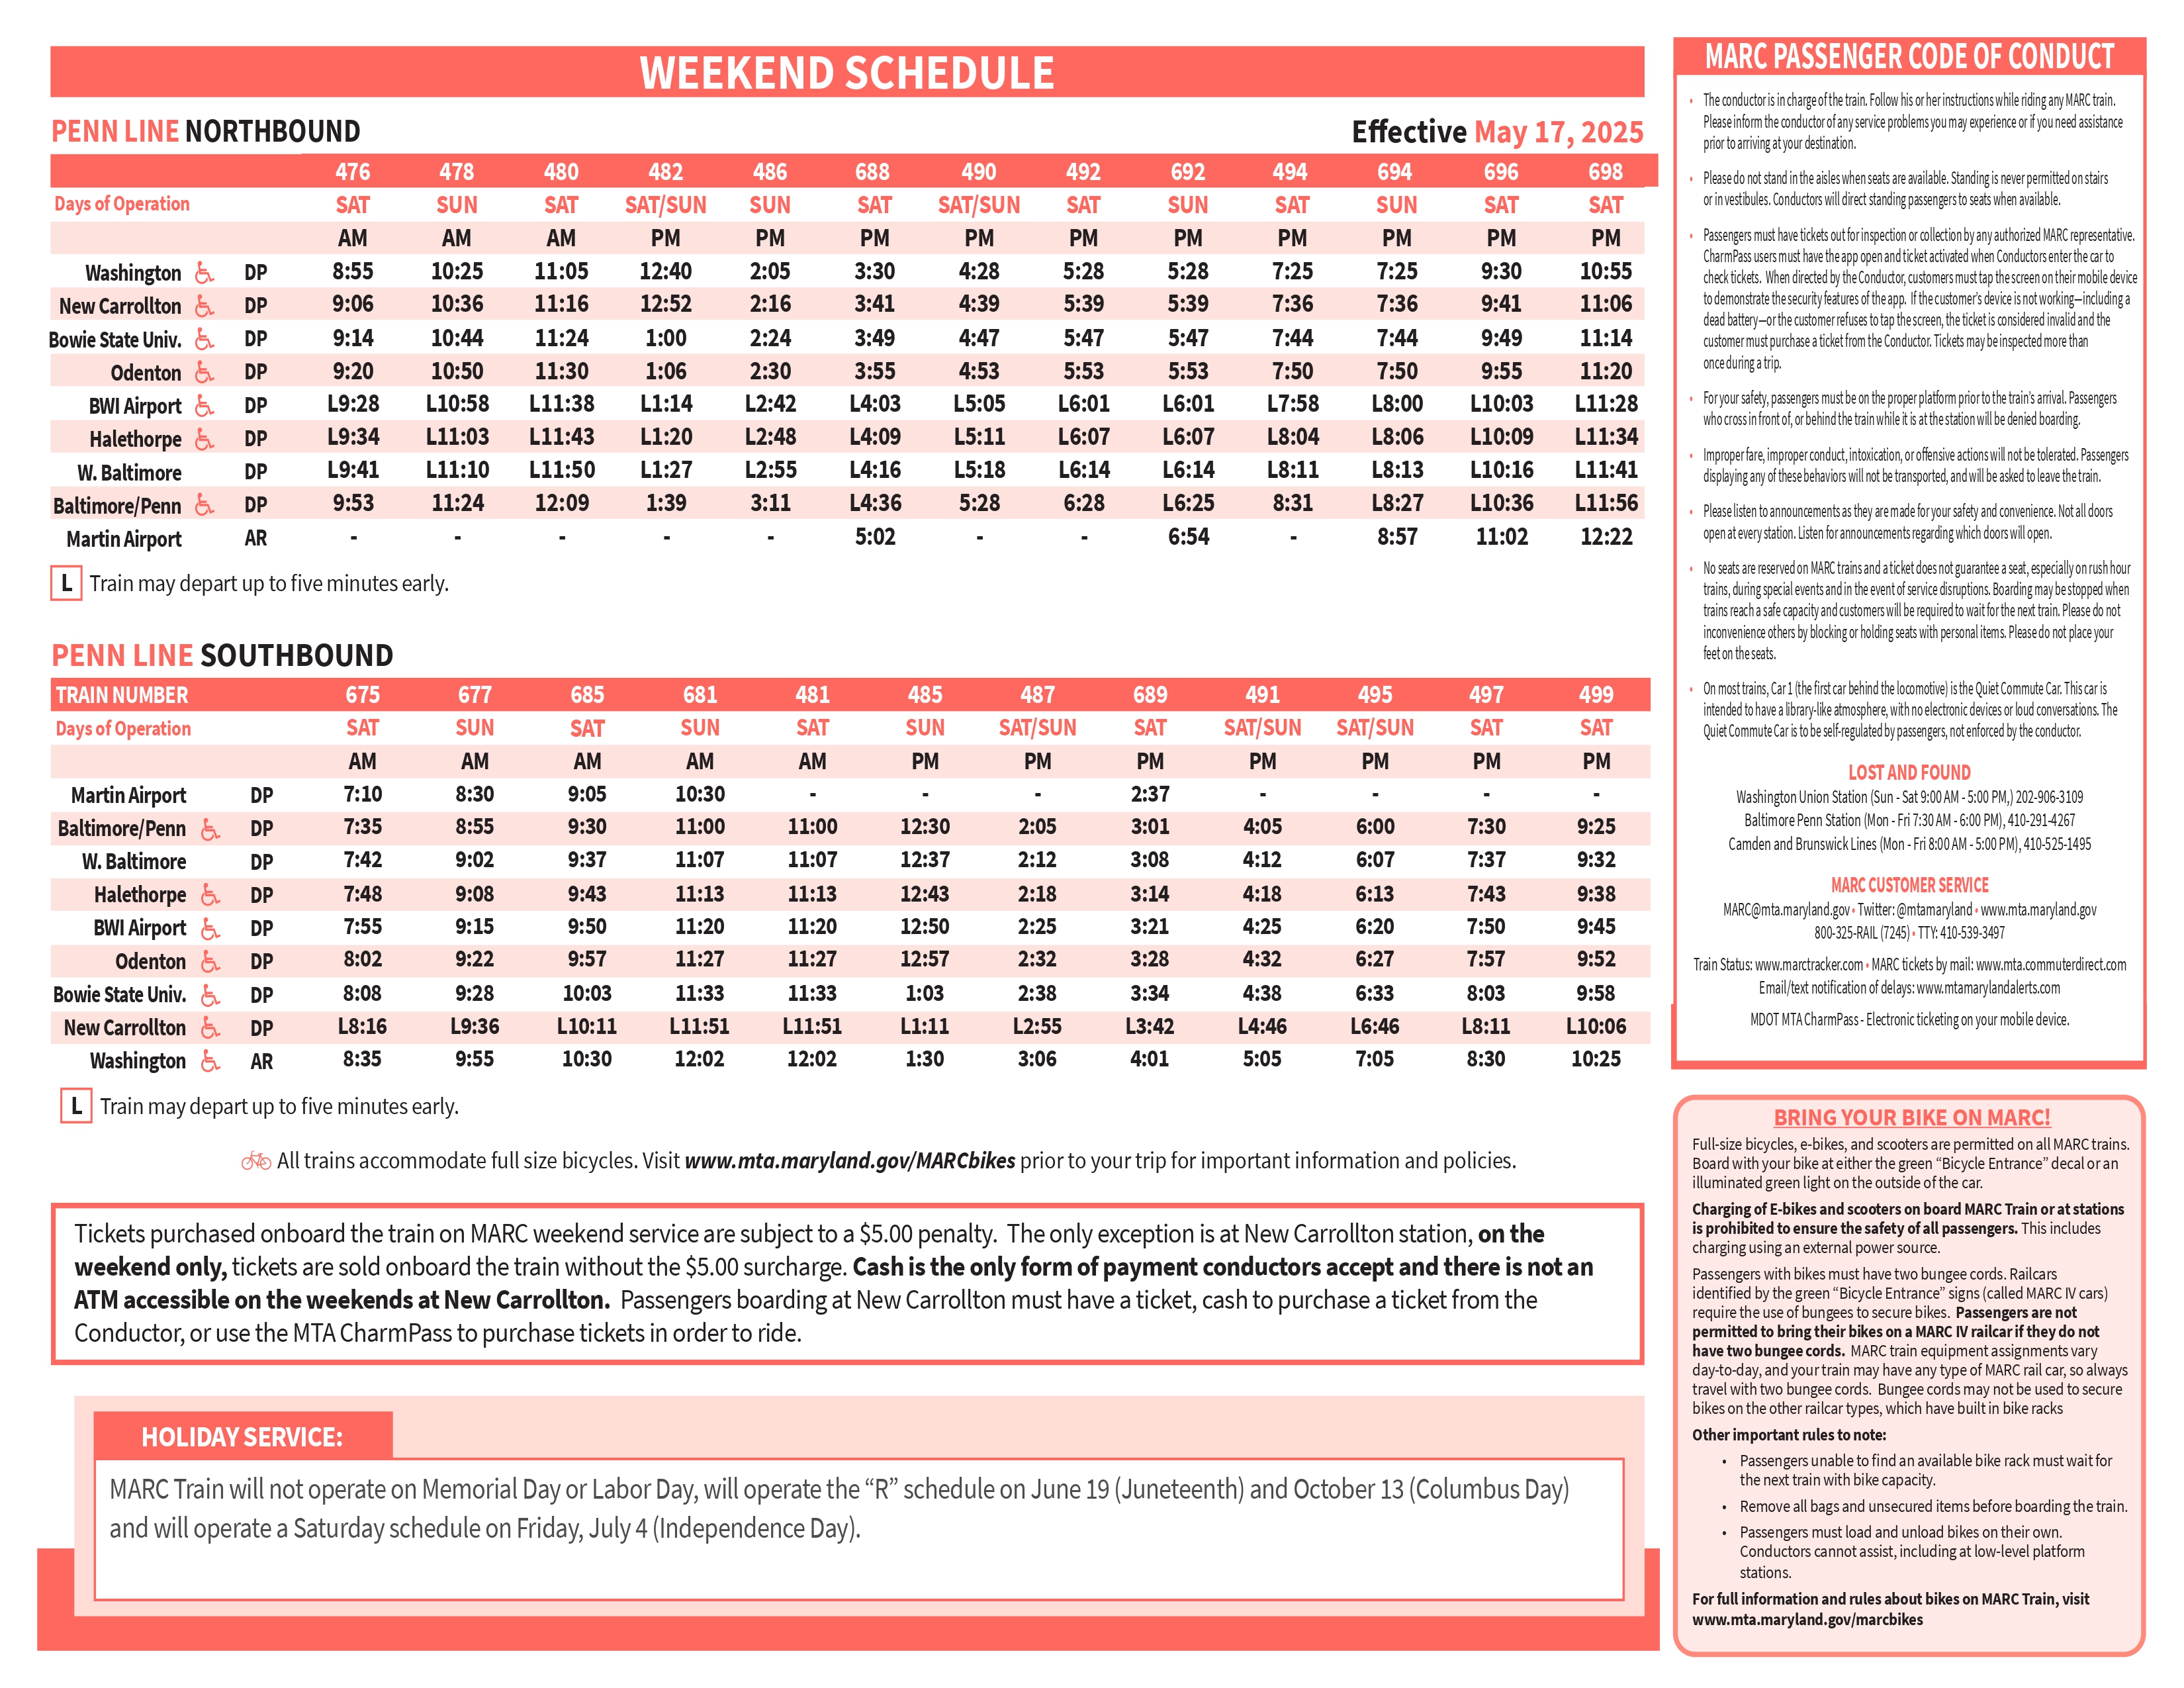 WEEKEND SCHEDULE
PENN LINE NORTHBOUND Effective May 17, 2025
476 478 480 482 486 688 490 492 692 494 694 696 698
Days of Operation SAT SUN SAT SAT/SUN SUN SAT SAT/SUN SAT SUN SAT SUN SAT SAT
AM AM AM PM PM PM PM PM PM PM PM PM PM
Washington DP 8:55 10:25 11:05 12:40 2:05 3:30 4:28 5:28 5:28 7:25 7:25 9:30 10:55
New Carrollton DP 9:06 10:36 11:16 12:52 2:16 3:41 4:39 5:39 5:39 7:36 7:36 9:41 11:06
Bowie State Univ. DP 9:14 10:44 11:24 1:00 2:24 3:49 4:47 5:47 5:47 7:44 7:44 9:49 11:14
Odenton DP 9:20 10:50 11:30 1:06 2:30 3:55 4:53 5:53 5:53 7:50 7:50 9:55 11:20
BWI Airport DP L9:28 L10:58 L11:38 L1:14 L2:42 L4:03 L5:05 L6:01 L6:01 L7:58 L8:00 L10:03 L11:28
Halethorpe DP L9:34 L11:03 L11:43 L1:20 L2:48 L4:09 L5:11 L6:07 L6:07 L8:04 L8:06 L10:09 L11:34
W. Baltimore DP L9:41 L11:10 L11:50 L1:27 L2:55 L4:16 L5:18 L6:14 L6:14 L8:11 L8:13 L10:16 L11:41
Baltimore/Penn DP 9:53 11:24 12:09 1:39 3:11 L4:36 5:28 6:28 L6:25 8:31 L8:27 L10:36 L11:56
Martin Airport AR - - - - - 5:02 - - 6:54 - 8:57 11:02 12:22
L Train may depart up to five minutes early.
PENN LINE SOUTHBOUND
TRAIN NUMBER 675 677 685 681 481 485 487 689 491 495 497 499
Days of Operation SAT SUN SAT SUN SAT SUN SAT/SUN SAT SAT/SUN SAT/SUN SAT SAT
AM AM AM AM AM PM PM PM PM PM PM PM
Martin Airport DP 7:10 8:30 9:05 10:30 - - - 2:37 - - - -
Baltimore/Penn DP 7:35 8:55 9:30 11:00 11:00 12:30 2:05 3:01 4:05 6:00 7:30 9:25
W. Baltimore DP 7:42 9:02 9:37 11:07 11:07 12:37 2:12 3:08 4:12 6:07 7:37 9:32
Halethorpe DP 7:48 9:08 9:43 11:13 11:13 12:43 2:18 3:14 4:18 6:13 7:43 9:38
BWI Airport DP 7:55 9:15 9:50 11:20 11:20 12:50 2:25 3:21 4:25 6:20 7:50 9:45
Odenton DP 8:02 9:22 9:57 11:27 11:27 12:57 2:32 3:28 4:32 6:27 7:57 9:52
Bowie State Univ. DP 8:08 9:28 10:03 11:33 11:33 1:03 2:38 3:34 4:38 6:33 8:03 9:58
New Carrollton DP L8:16 L9:36 L10:11 L11:51 L11:51 L1:11 L2:55 L3:42 L4:46 L6:46 L8:11 L10:06
Washington AR 8:35 9:55 10:30 12:02 12:02 1:30 3:06 4:01 5:05 7:05 8:30 10:25
L Train may depart up to five minutes early.
All trains accommodate full size bicycles. Visit www.mta.maryland.gov/MARCbikes prior to your trip for important information and policies.
Tickets purchased onboard the train on MARC weekend service are subject to a $5.00 penalty. The only exception is at New Carrollton station, on the
weekend only, tickets are sold onboard the train without the $5.00 surcharge. Cash is the only form of payment conductors accept and there is not an
ATM accessible on the weekends at New Carrollton. Passengers boarding at New Carrollton must have a ticket, cash to purchase a ticket from the
Conductor, or use the MTA CharmPass to purchase tickets in order to ride.
HOLIDAY SERVICE:
MARC Train will not operate on Memorial Day or Labor Day, will operate the “R” schedule on June 19 (Juneteenth) and October 13 (Columbus Day)
and will operate a Saturday schedule on Friday, July 4 (Independence Day).
MARC PASSENGER CODE OF CONDUCT
• The conductor is in charge of the train. Follow his or her instructions while riding any MARC train.
Please inform the conductor of any service problems you may experience or if you need assistance
prior to arriving at your destination.
• Please do not stand in the aisles when seats are available. Standing is never permitted on stairs
or in vestibules. Conductors will direct standing passengers to seats when available.
• Passengers must have tickets out for inspection or collection by any authorized MARC representative.
CharmPass users must have the app open and ticket activated when Conductors enter the car to
check tickets. When directed by the Conductor, customers must tap the screen on their mobile device
to demonstrate the security features of the app. If the customer's device is not working—including a
dead battery—or the customer refuses to tap the screen, the ticket is considered invalid and the
customer must purchase a ticket from the Conductor. Tickets may be inspected more than
once during a trip.
• For your safety, passengers must be on the proper platform prior to the train's arrival. Passengers
who cross in front of, or behind the train while it is at the station will be denied boarding.
• Improper fare, improper conduct, intoxication, or offensive actions will not be tolerated. Passengers
displaying any of these behaviors will not be transported, and will be asked to leave the train.
• Please listen to announcements as they are made for your safety and convenience. Not all doors
open at every station. Listen for announcements regarding which doors will open.
• No seats are reserved on MARC trains and a ticket does not guarantee a seat, especially on rush hour
trains, during special events and in the event of service disruptions. Boarding may be stopped when
trains reach a safe capacity and customers will be required to wait for the next train. Please do not
inconvenience others by blocking or holding seats with personal items. Please do not place your
feet on the seats.
• On most trains, Car 1 (the first car behind the locomotive) is the Quiet Commute Car. This car is
intended to have a library-like atmosphere, with no electronic devices or loud conversations. The
Quiet Commute Car is to be self-regulated by passengers, not enforced by the conductor.
LOST AND FOUND
Washington Union Station (Sun - Sat 9:00 AM - 5:00 PM,) 202-906-3109
Baltimore Penn Station (Mon - Fri 7:30 AM - 6:00 PM), 410-291-4267
Camden and Brunswick Lines (Mon - Fri 8:00 AM - 5:00 PM), 410-525-1495
MARC CUSTOMER SERVICE
MARC@mta.maryland.gov • Twitter: @mtamaryland • www.mta.maryland.gov
800-325-RAIL (7245) • TTY: 410-539-3497
Train Status: www.marctracker.com • MARC tickets by mail: www.mta.commuterdirect.com
Email/text notification of delays: www.mtamarylandalerts.com
MDOT MTA CharmPass - Electronic ticketing on your mobile device.
BRING YOUR BIKE ON MARC!
Full-size bicycles, e-bikes, and scooters are permitted on all MARC trains.
Board with your bike at either the green “Bicycle Entrance” decal or an
illuminated green light on the outside of the car.
Charging of E-bikes and scooters on board MARC Train or at stations
is prohibited to ensure the safety of all passengers. This includes
charging using an external power source.
Passengers with bikes must have two bungee cords. Railcars
identified by the green “Bicycle Entrance” signs (called MARC IV cars)
require the use of bungees to secure bikes. Passengers are not
permitted to bring their bikes on a MARC IV railcar if they do not
have two bungee cords. MARC train equipment assignments vary
day-to-day, and your train may have any type of MARC rail car, so always
travel with two bungee cords. Bungee cords may not be used to secure
bikes on the other railcar types, which have built in bike racks
Other important rules to note:
• Passengers unable to find an available bike rack must wait for
the next train with bike capacity.
• Remove all bags and unsecured items before boarding the train.
• Passengers must load and unload bikes on their own.
Conductors cannot assist, including at low-level platform
stations.
For full information and rules about bikes on MARC Train, visit
www.mta.maryland.gov/marcbikes